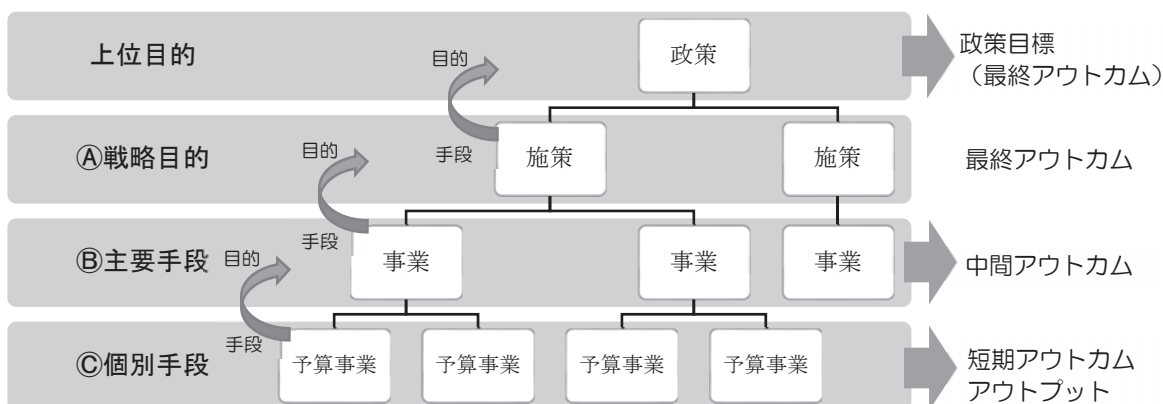 上位目的
目的
政策
政策目標
（最終アウトカム）
Ⓐ戦略目的
目的
手段
施策
施策
最終アウトカム
Ⓑ主要手段
目的
手段
事業
事業
事業
中間アウトカム
Ⓒ個別手段
手段
予算事業
予算事業
予算事業
予算事業
短期アウトカム
アウトプット